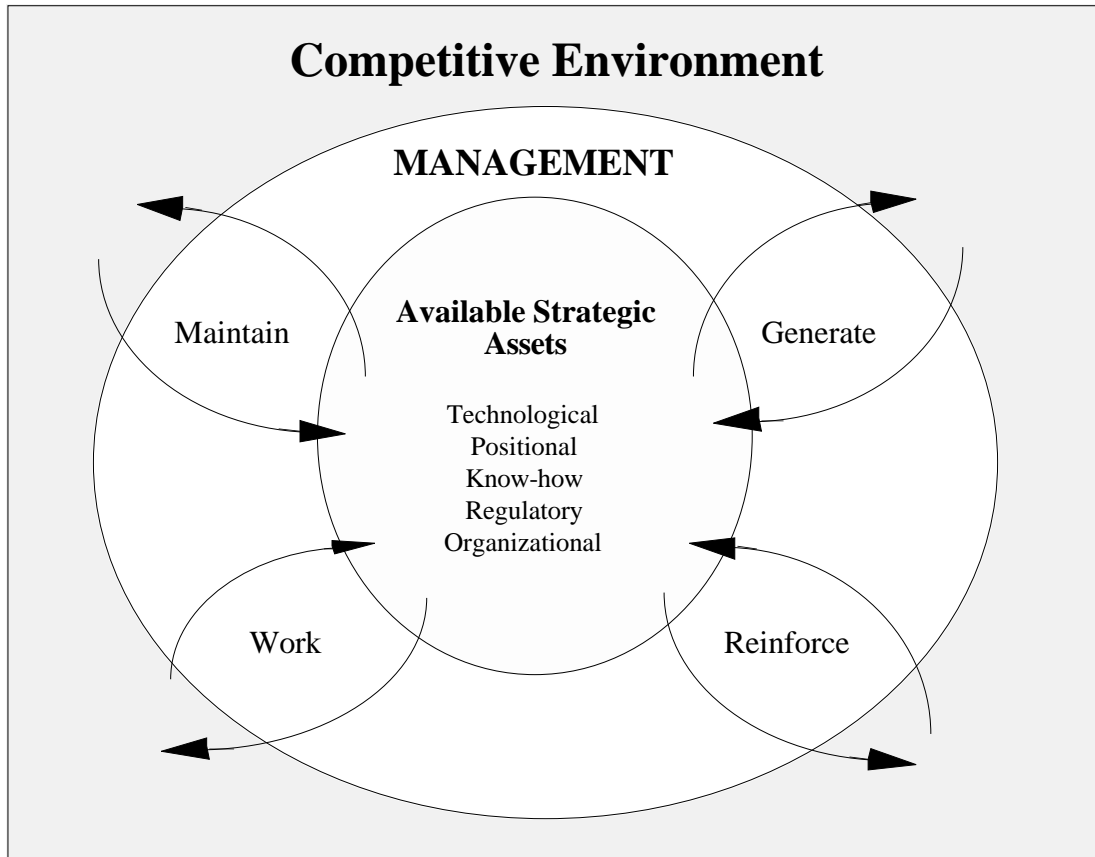 Competitive Environment
MANAGEMENT
Available Strategic
Assets
Maintain
Generate
Technological
Positional
Know-how
Regulatory
Organizational
Work
Reinforce